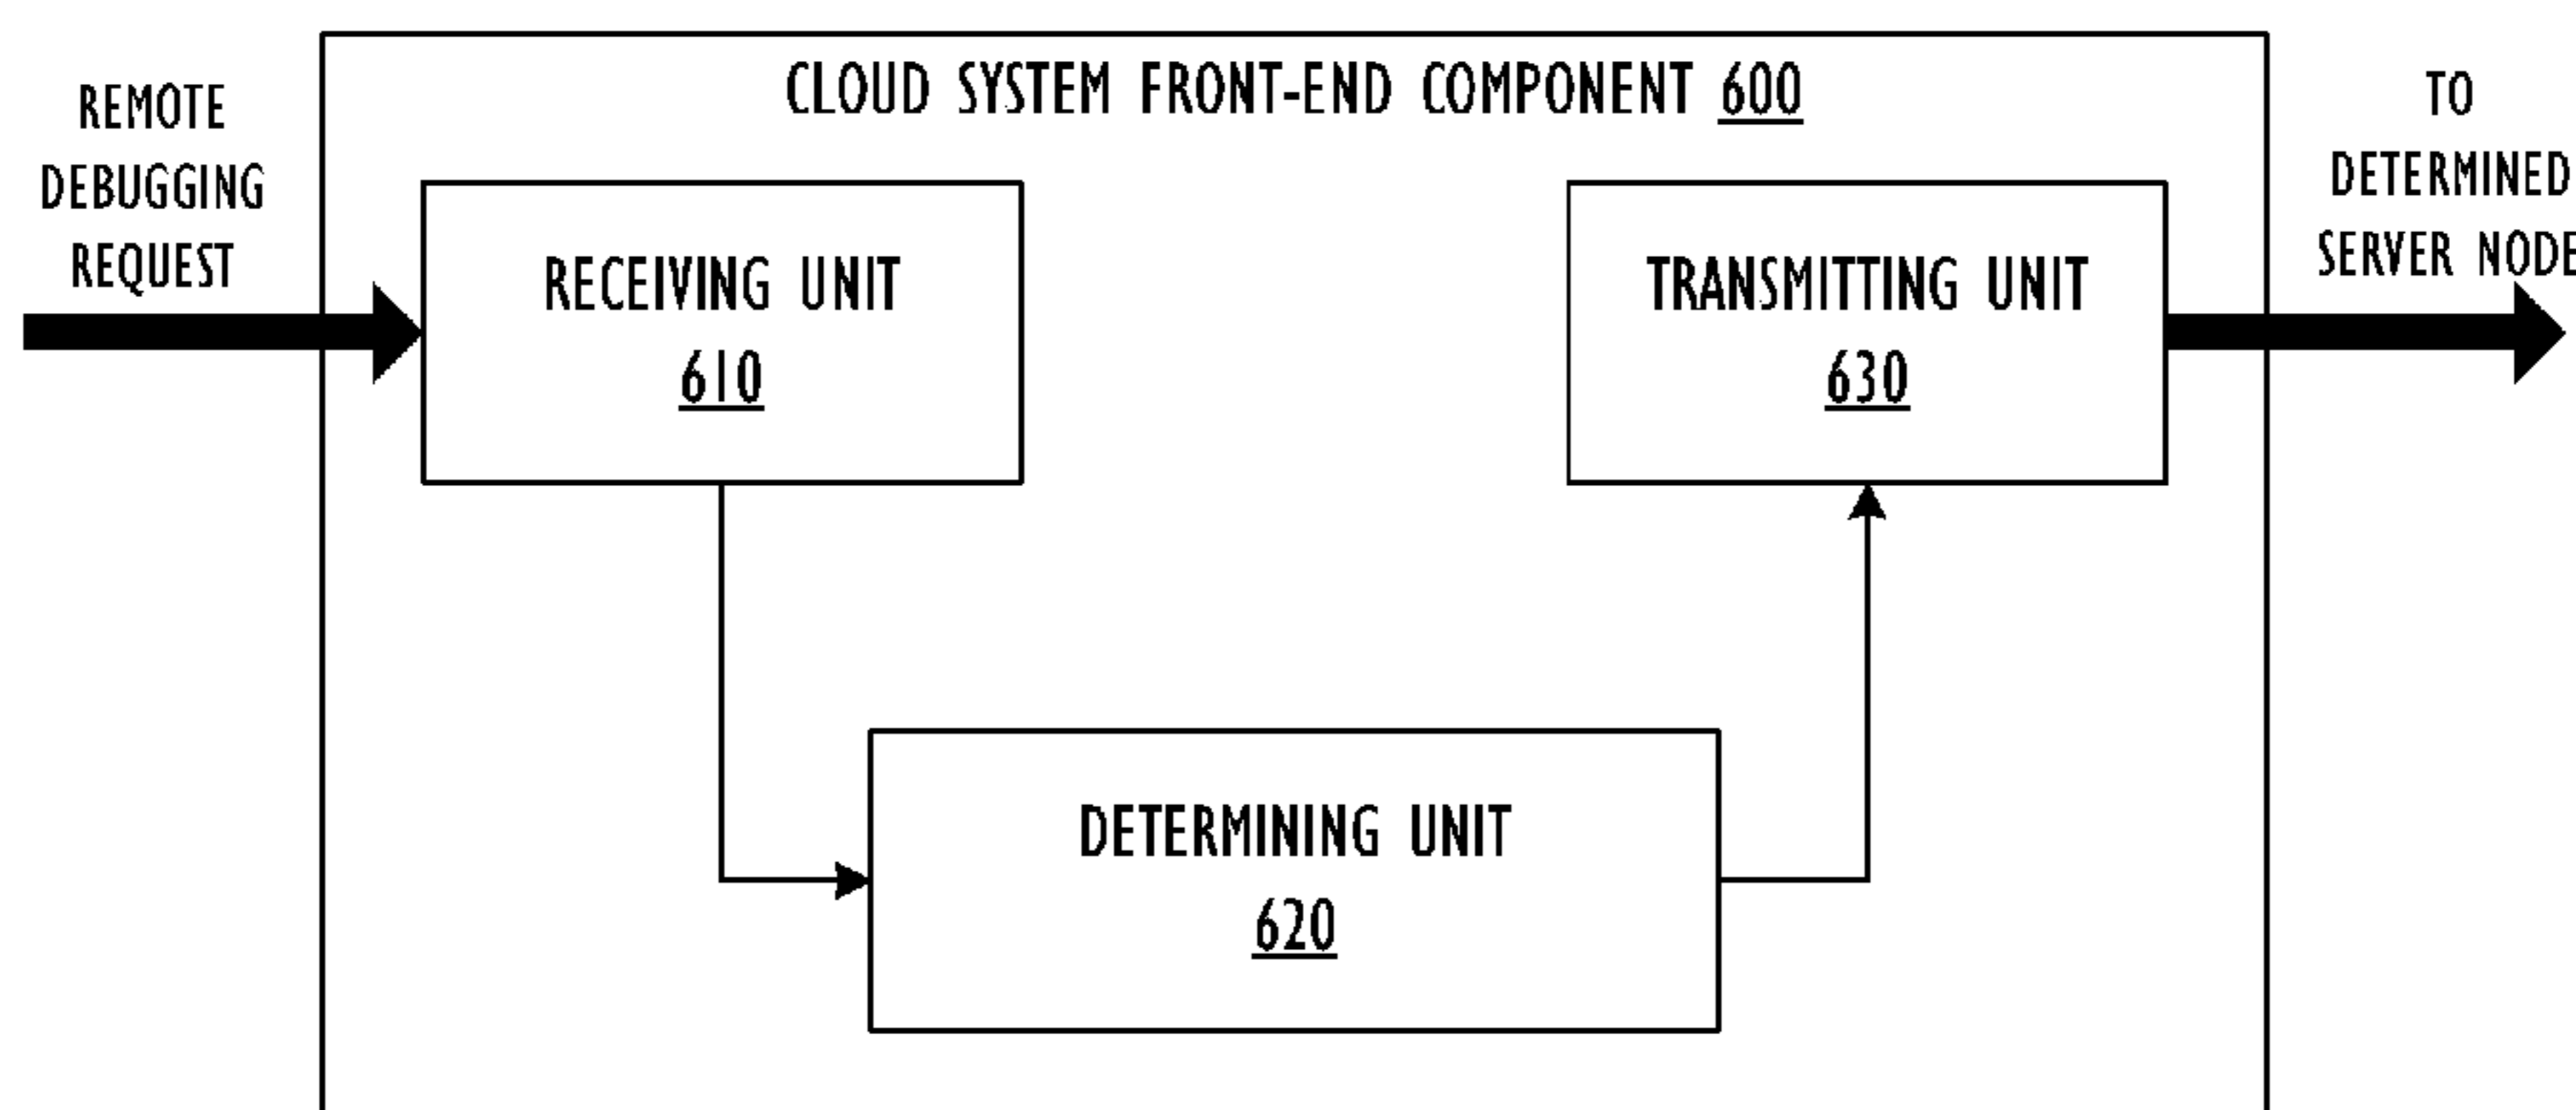 CLOUD SYSTEM FRONT-END COMPONENT 600
REMOTE
DEBUGGING
REQUEST
RECEIVING UNIT
610
TRANSMITTING UNIT
630
TO
DETERMINED
SERVER NODE
DETERMINING UNIT
620